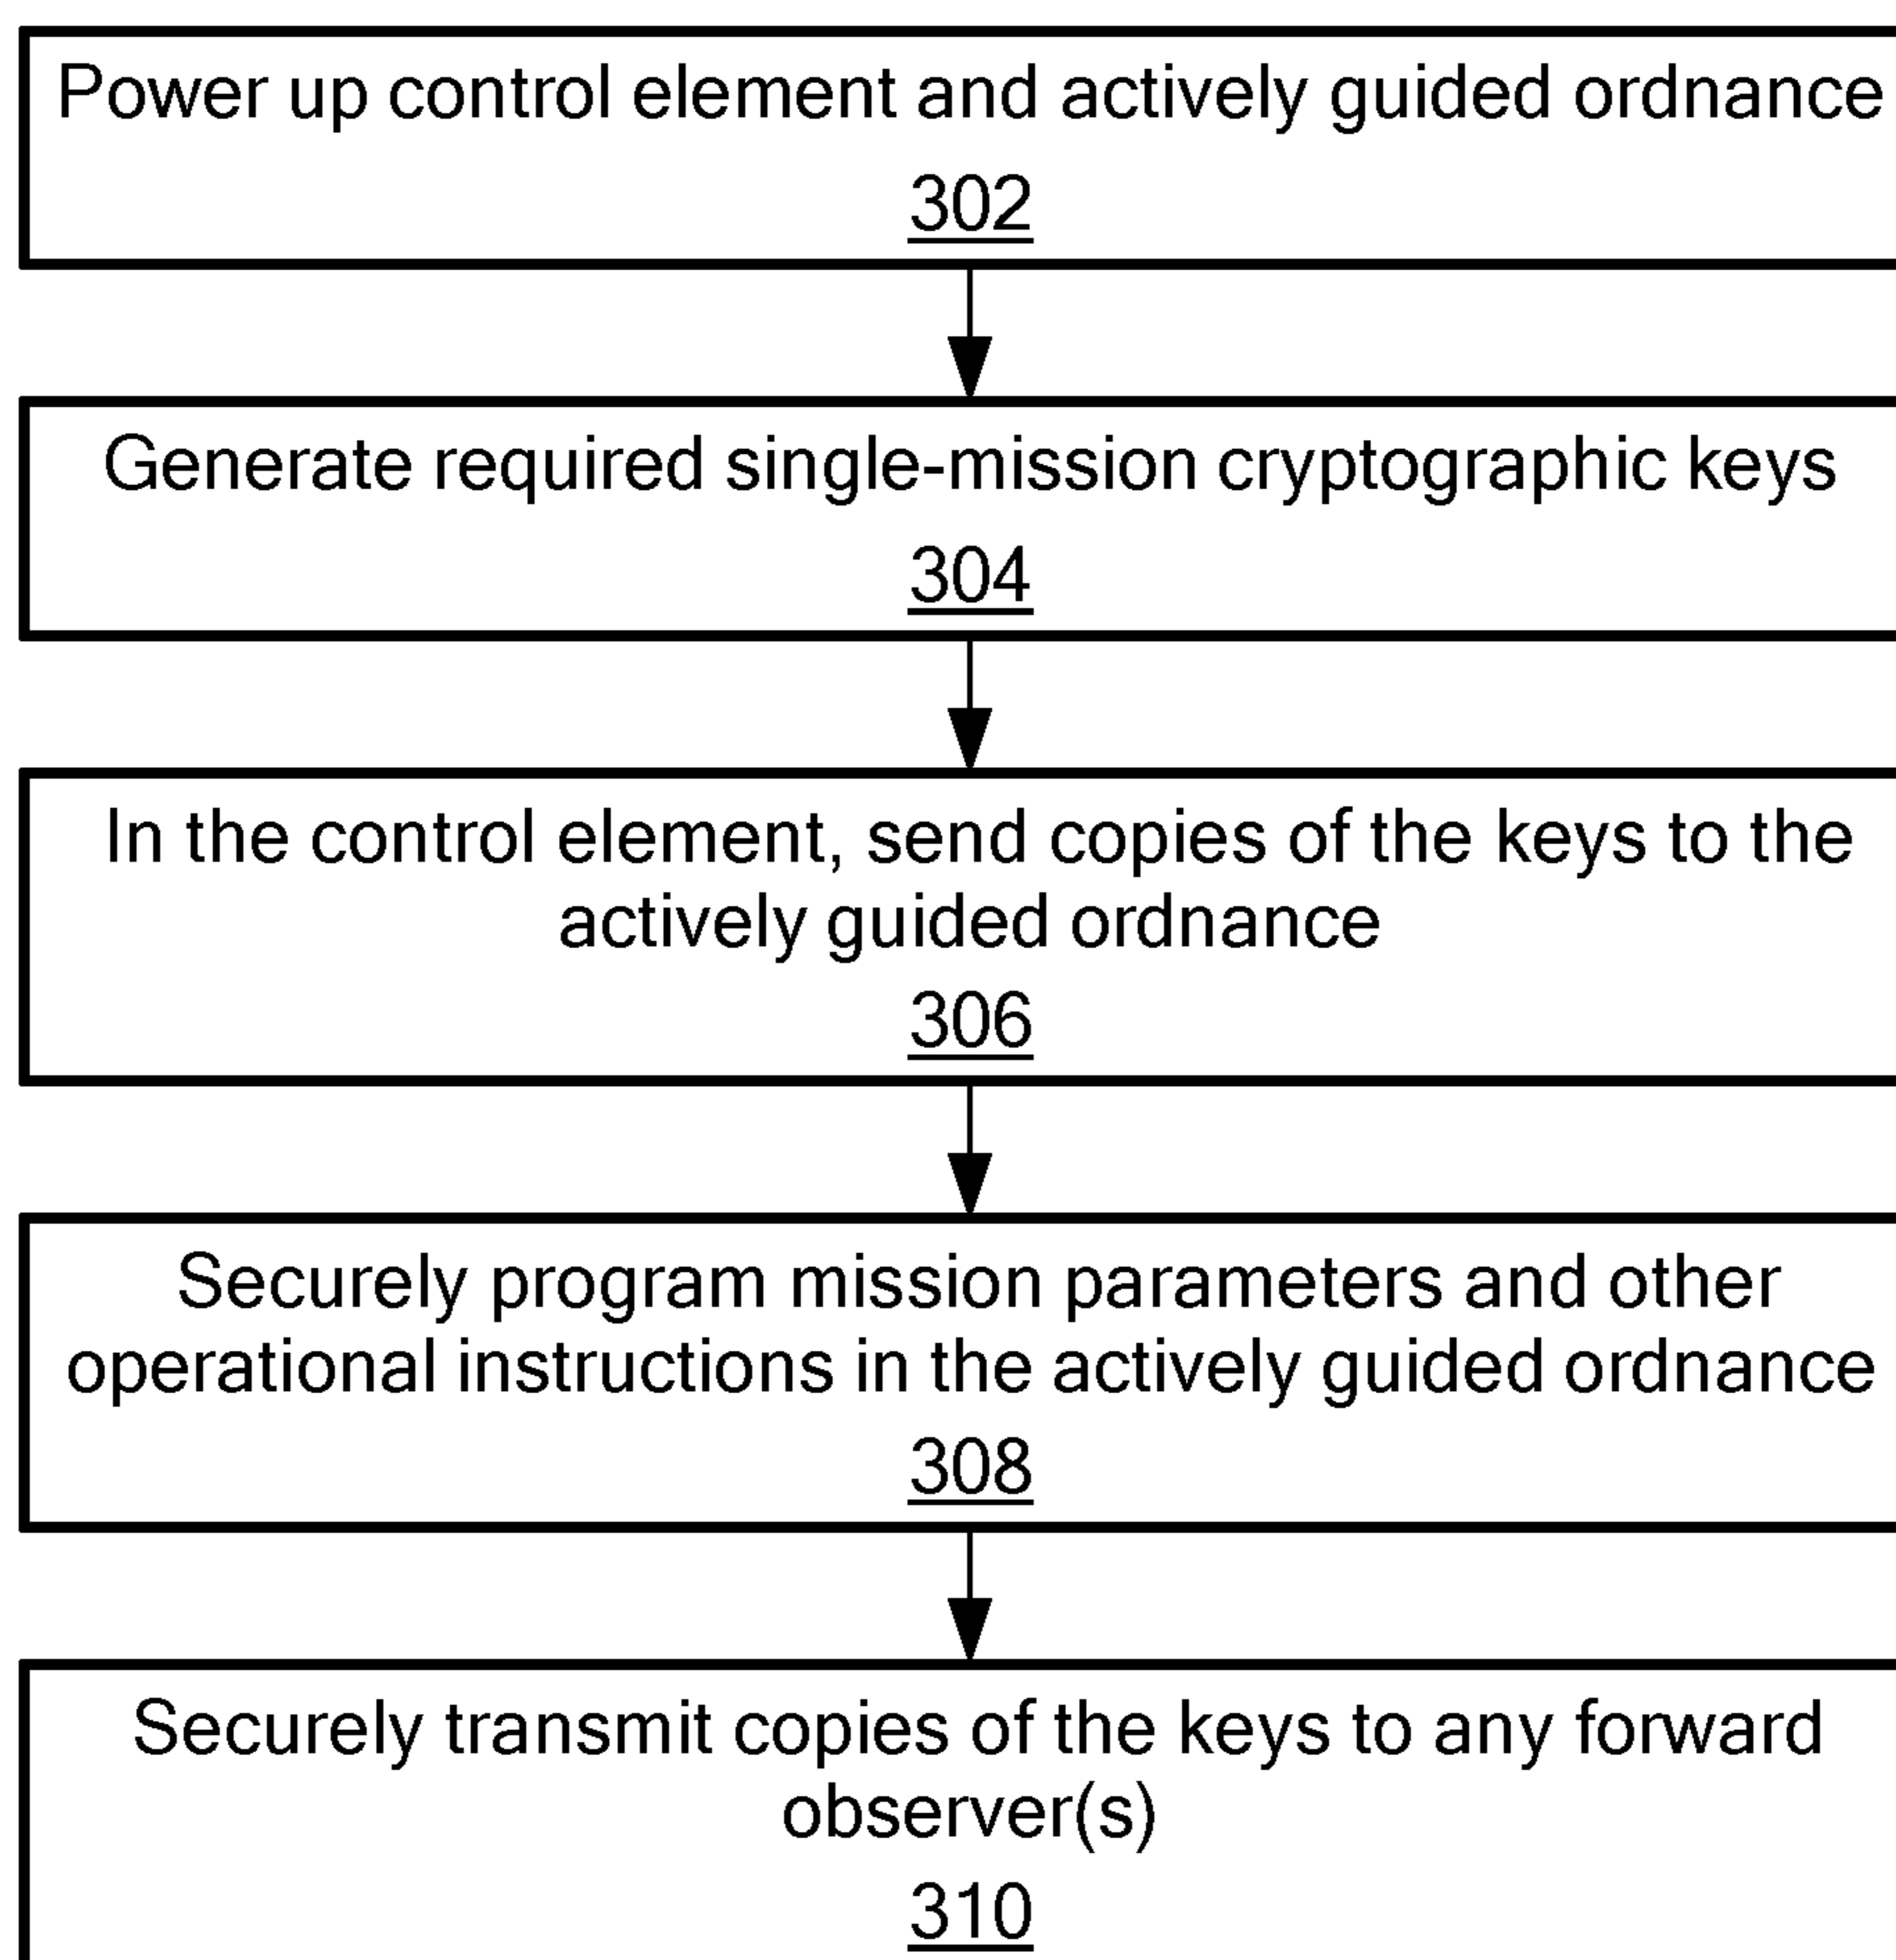 Power up control element and actively guided ordnance
302
Generate required single-mission cryptographic keys
304
In the control element, send copies of the keys to the
actively guided ordnance
306
Securely program mission parameters and other
operational instructions in the actively guided ordnance
308
Securely transmit copies of the keys to any forward
observer(s)
310